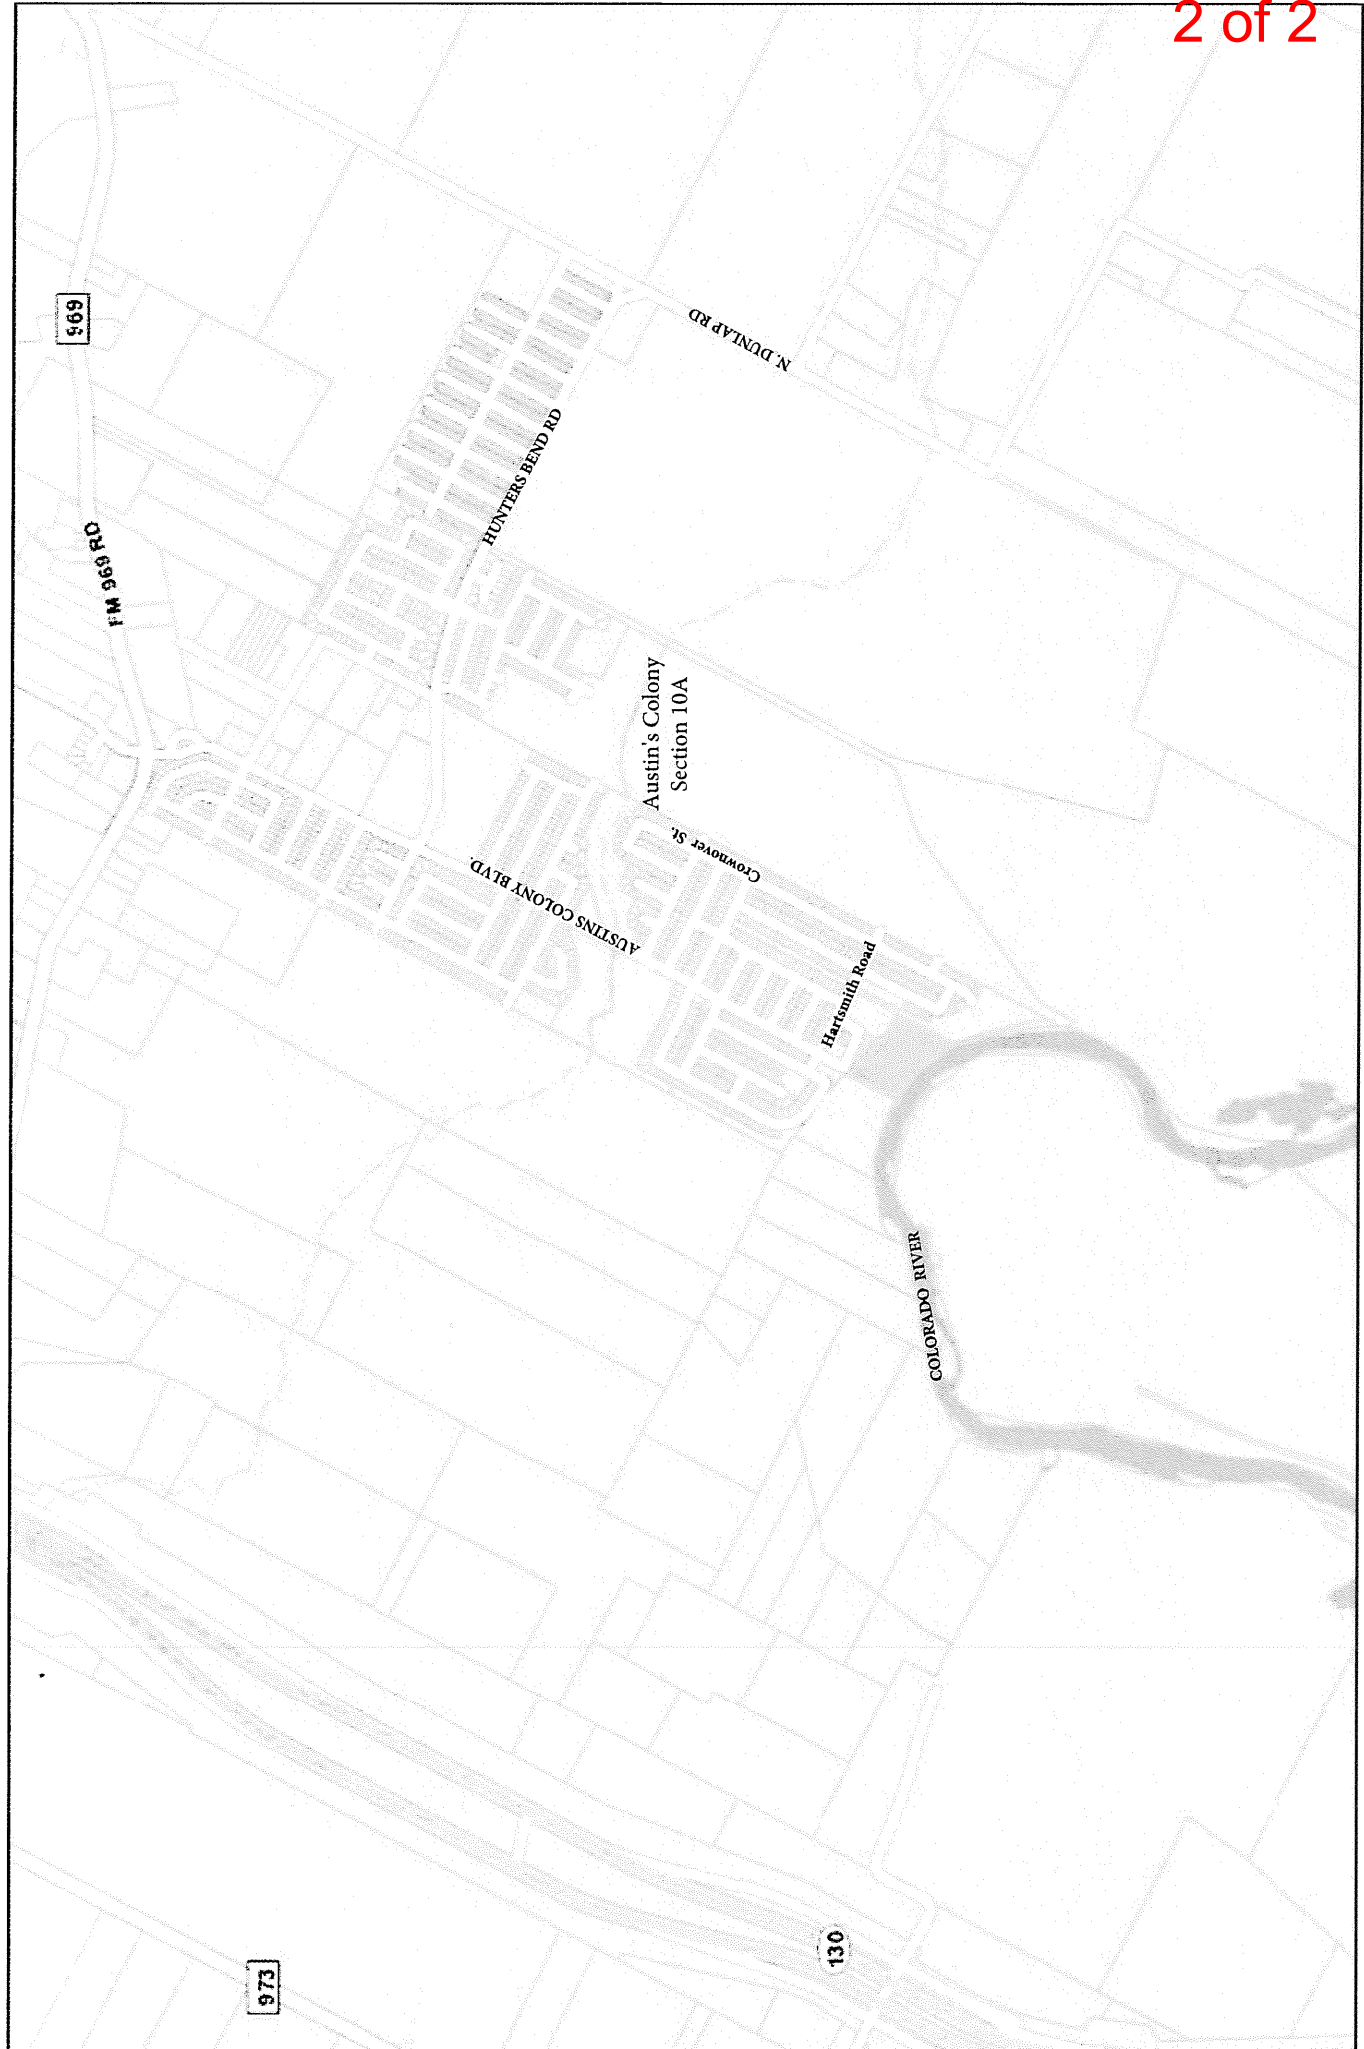 2 of 2
969
FM 969 RD
N. DUNLAP RD
HUNTERS BEND RD
Austin's Colony
Section 10A
Crownover St.
AUSTINS COLONY BLVD.
Hartsmith Road
COLORADO RIVER
130
973